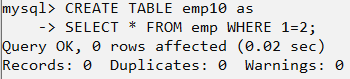 mysql> CREATE TABLE emp10 as
    -> SELECT * FROM emp WHERE 1=2;
Query OK, 0 rows affected (0.02 sec)
Records: 0  Duplicates: 0  Warnings: 0